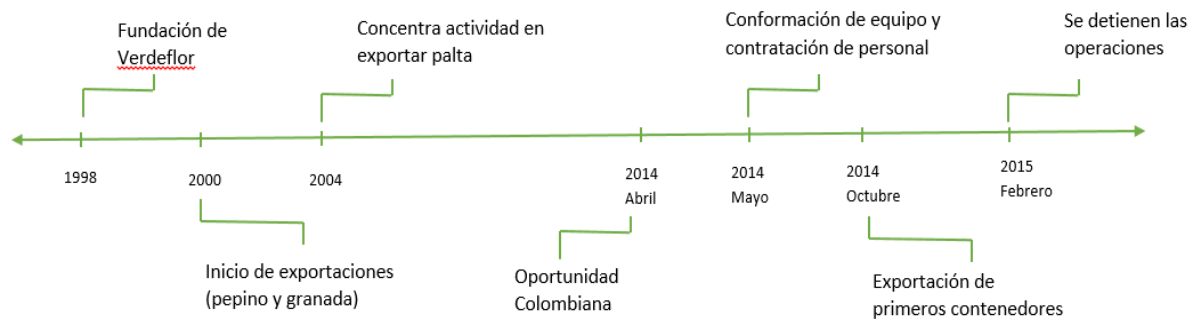 Fundación de
Verdeflor
Concentra actividad en
exportar palta
Conformación de equipo y
contratación de personal
Se detienen las
operaciones
1998
2000
2004
2014
Abril
2014
Mayo
2014
Octubre
2015
Febrero
Inicio de exportaciones
(pepino y granada)
Oportunidad
Colombiana
Exportación de
primeros contenedores